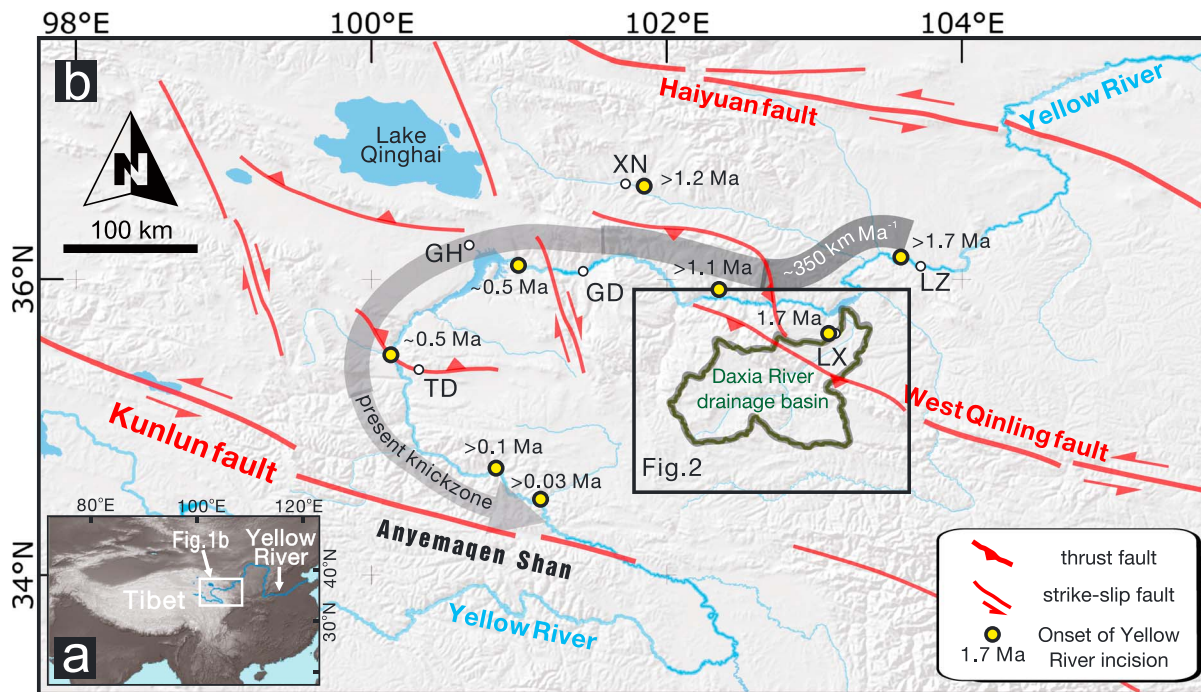 98°E
100°E
102°E
104°E
b
N
100 km
36°N
34°N
Lake
Qinghai
Haiyuan fault
Yellow River
XN
>1.2 Ma
~350 km Ma⁻¹
>1.7 Ma
LZ
GH
~0.5 Ma
GD
>1.1 Ma
1.7 Ma
LX
~0.5 Ma
TD
Daxia River
drainage basin
West Qinling fault
Fig.2
Kunlun fault
present knickzone
>0.1 Ma
>0.03 Ma
Anyemaqen Shan
Yellow River
80°E
100°E
120°E
Fig.1b
Yellow
River
Tibet
40°N
30°N
a
thrust fault
strike-slip fault
Onset of Yellow
1.7 Ma
River incision